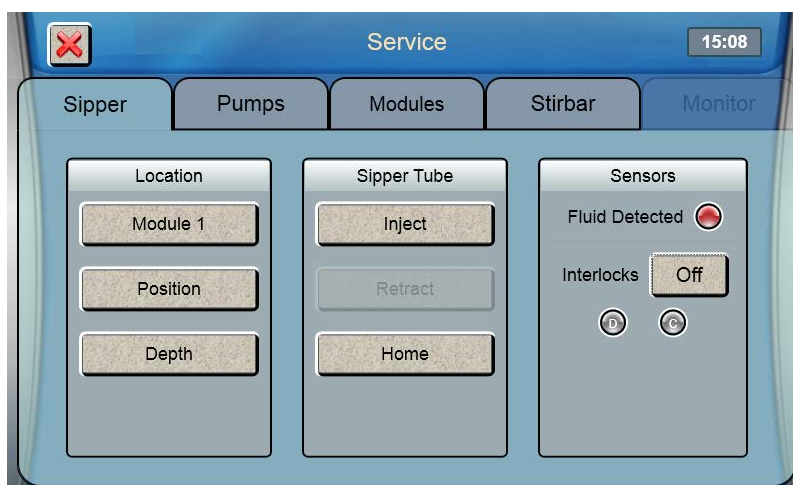 Service
15:08
Sipper
Pumps
Modules
Stirbar
Monitor
Location
Module 1
Position
Depth
Sipper Tube
Inject
Retract
Home
Sensors
Fluid Detected
Interlocks
Off
D
C